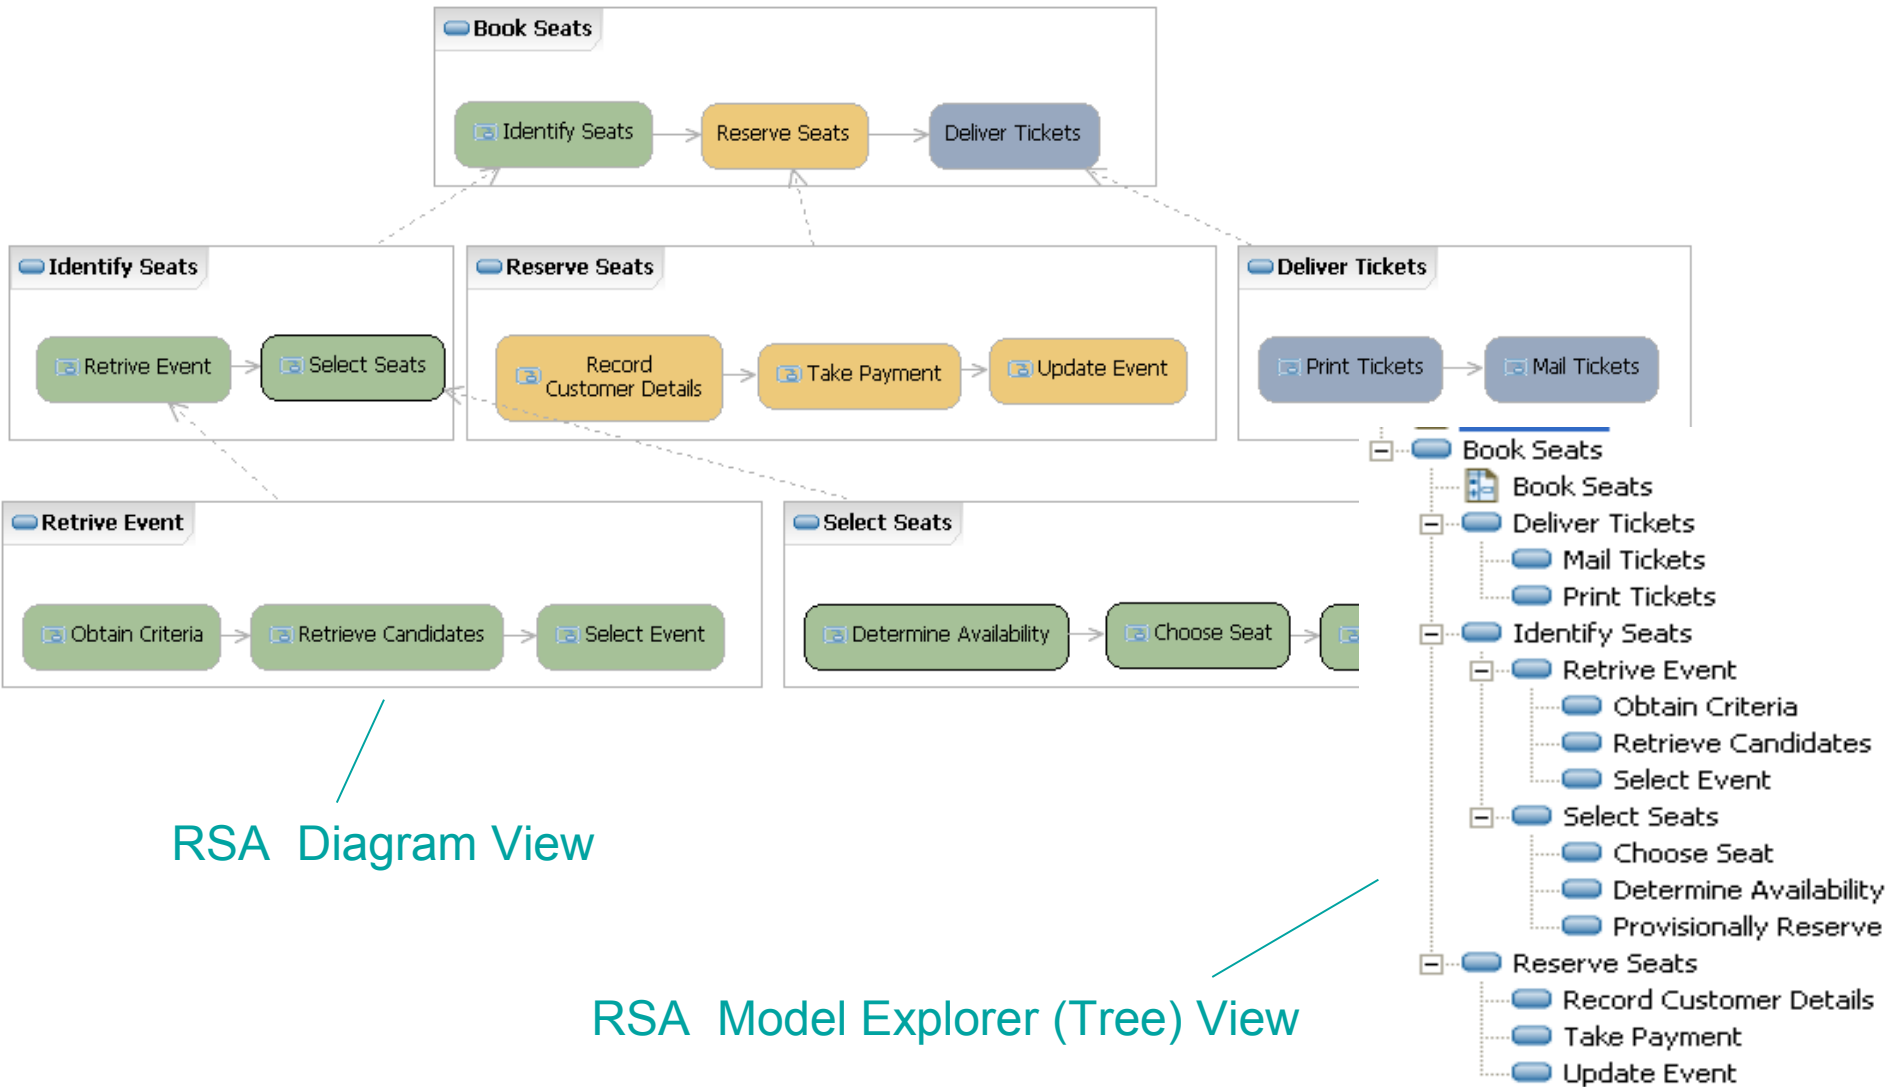 Book Seats
Identify Seats
Reserve Seats
Deliver Tickets
Identify Seats
Retrive Event
Select Seats
Reserve Seats
Record
Customer Details
Take Payment
Update Event
Deliver Tickets
Print Tickets
Mail Tickets
Retrive Event
Obtain Criteria
Retrieve Candidates
Select Event
Select Seats
Determine Availability
Choose Seat
RSA Diagram View
RSA Model Explorer (Tree) View
Book Seats
Book Seats
Deliver Tickets
Mail Tickets
Print Tickets
Identify Seats
Retrive Event
Obtain Criteria
Retrieve Candidates
Select Event
Select Seats
Choose Seat
Determine Availability
Provisionally Reserve
Reserve Seats
Record Customer Details
Take Payment
Update Event